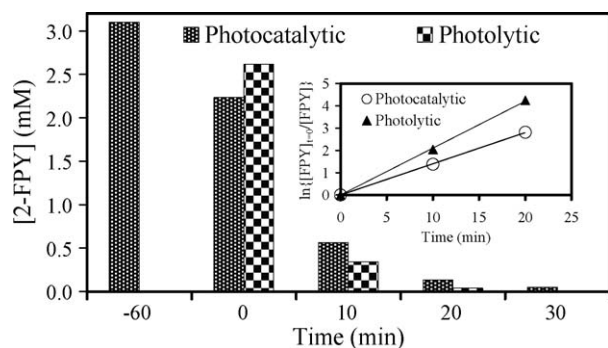 Photocatalytic Photolytic
[2-FPY] (mM)
3.0
2.5
2.0
1.5
1.0
0.5
0.0
-60 0 10 20 30
Time (min)
ln{[FPY]t=0/[FPY]}
5
4
3
2
1
0
Photocatalytic
Photolytic
0 5 10 15 20 25
Time (min)